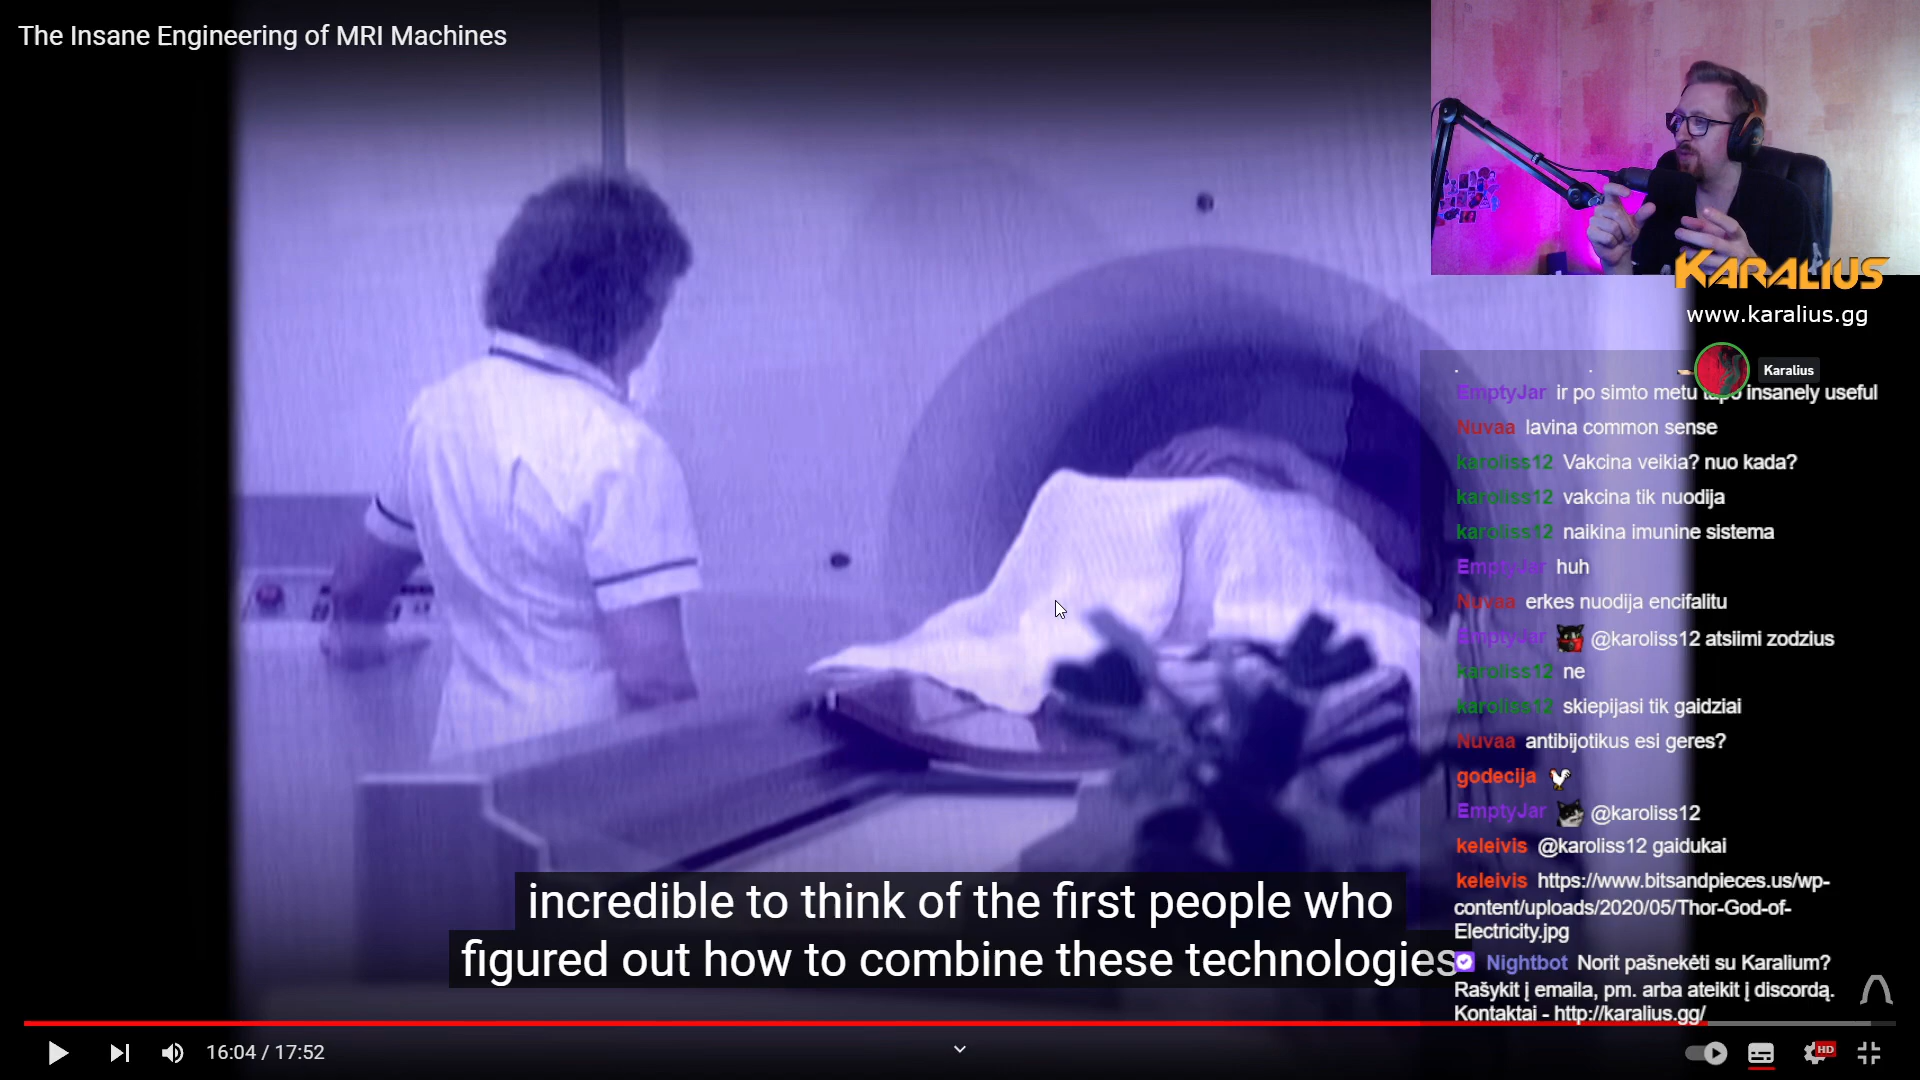 The Insane Engineering of MRI Machines
KARALIUS
www.karalius.gg
Karalius
EmptyJar ir po simto metu tapo insanely useful
Nuvaa lavina common sense
karoliss12 Vakcina veikia? nuo kada?
karoliss12 vakcina tik nuodija
karoliss12 naikina imunine sistema
EmptyJar huh
Nuvaa erkes nuodija encifalitu
EmptyJar @karoliss12 atsiimi zodzius
karoliss12 ne
karoliss12 skiepijasi tik gaidziai
Nuvaa antibijotikus esi geres?
godecija
EmptyJar @karoliss12
keleivis @karoliss12 gaidukai
keleivis https://www.bitsandpieces.us/wp-
content/uploads/2020/05/Thor-God-of-
Electricity.jpg
Nightbot Norit pašnekėti su Karalium?
Rašykit į emaila, pm. arba ateikit į discordą.
Kontaktai - http://karalius.gg/
incredible to think of the first people who
figured out how to combine these technologies
16:04 / 17:52
HD